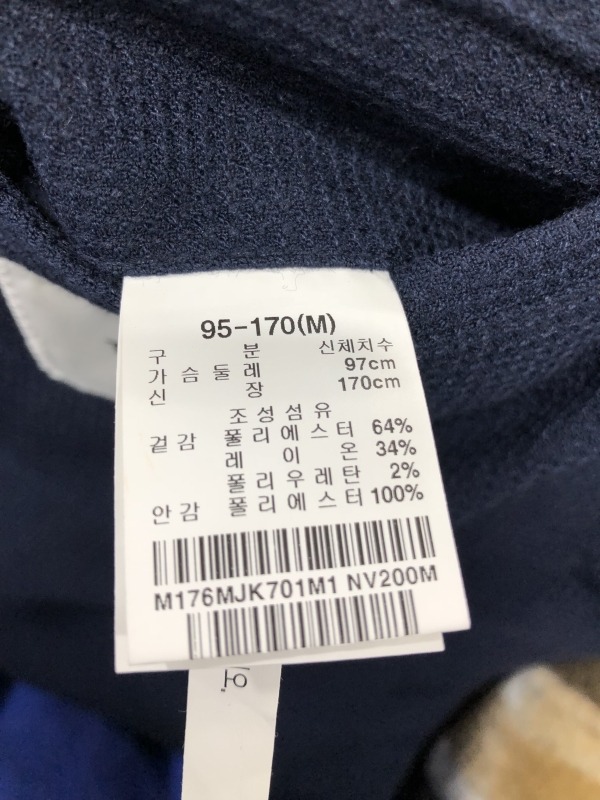 95-170(M)
구 분 신체치수
가 슴 둘 레 97cm
신 장 170cm
조 성 섬 유
겉 감 폴 리 에 스 터 64%
레 이 온 34%
폴 리 우 레 탄 2%
안 감 폴 리 에 스 터 100%
M176MJK701M1 NV200M